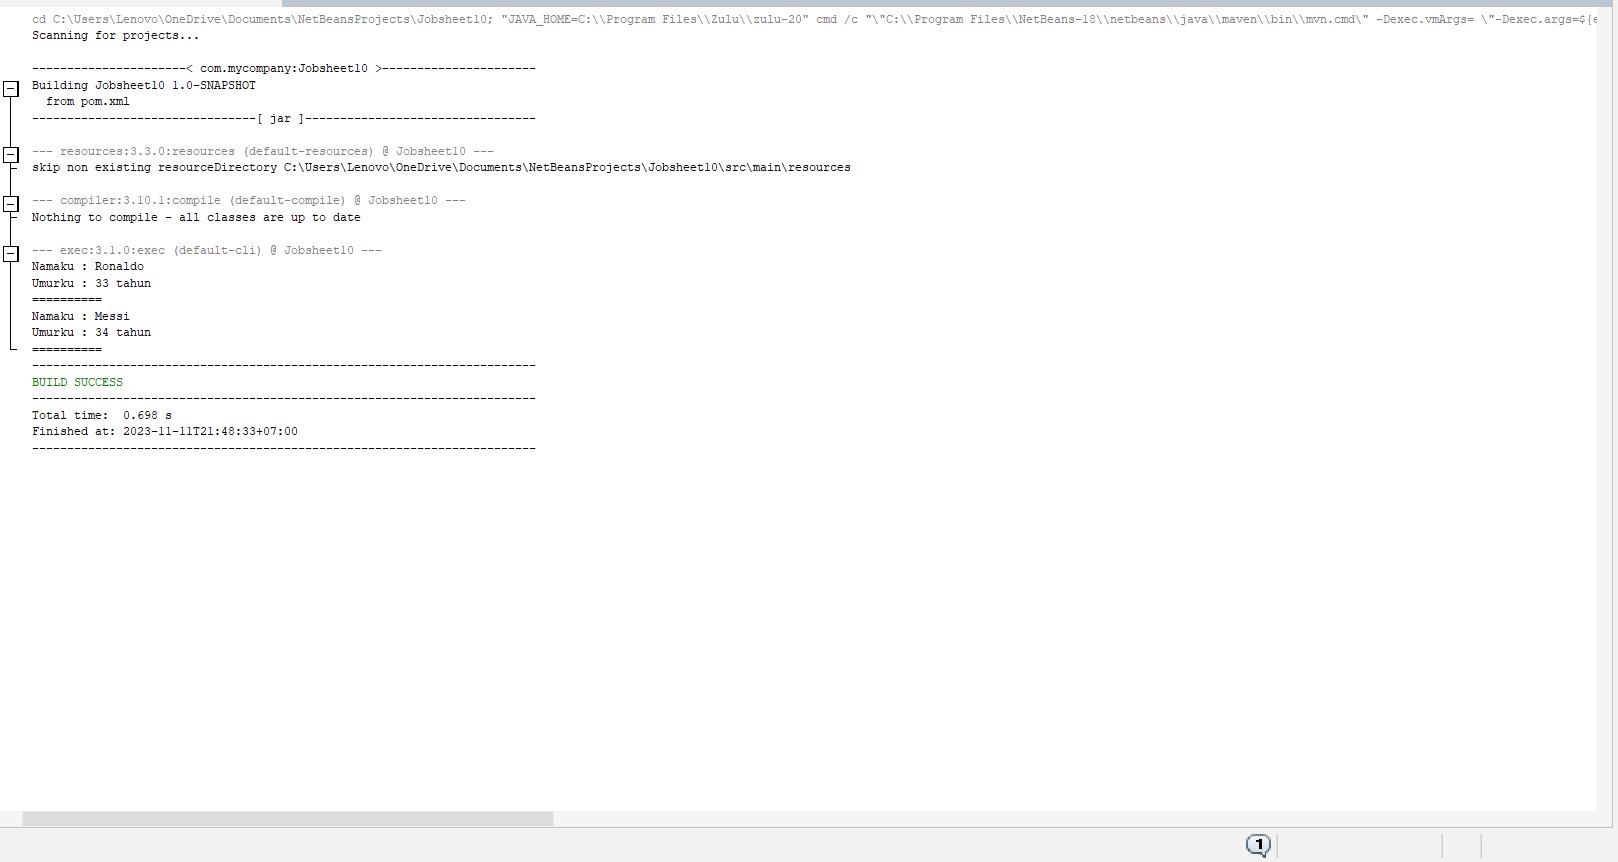 cd C:\Users\Lenovo\OneDrive\Documents\NetBeansProjects\Jobsheet10; "JAVA_HOME=C:\\Program Files\\Zulu\\zulu-20" cmd /c "\"C:\\Program Files\\NetBeans-18\\netbeans\\java\\maven\\bin\\mvn.cmd\" -Dexec.vmArgs= \"-Dexec.args=${e
Scanning for projects...
----------------------< com.mycompany:Jobsheet10 >----------------------
Building Jobsheet10 1.0-SNAPSHOT
  from pom.xml
--------------------------------[ jar ]---------------------------------
--- resources:3.3.0:resources (default-resources) @ Jobsheet10 ---
skip non existing resourceDirectory C:\Users\Lenovo\OneDrive\Documents\NetBeansProjects\Jobsheet10\src\main\resources
--- compiler:3.10.1:compile (default-compile) @ Jobsheet10 ---
Nothing to compile - all classes are up to date
--- exec:3.1.0:exec (default-cli) @ Jobsheet10 ---
Namaku : Ronaldo
Umurku : 33 tahun
==========
Namaku : Messi
Umurku : 34 tahun
==========
------------------------------------------------------------------------
BUILD SUCCESS
------------------------------------------------------------------------
Total time:  0.698 s
Finished at: 2023-11-11T21:48:33+07:00
------------------------------------------------------------------------
1